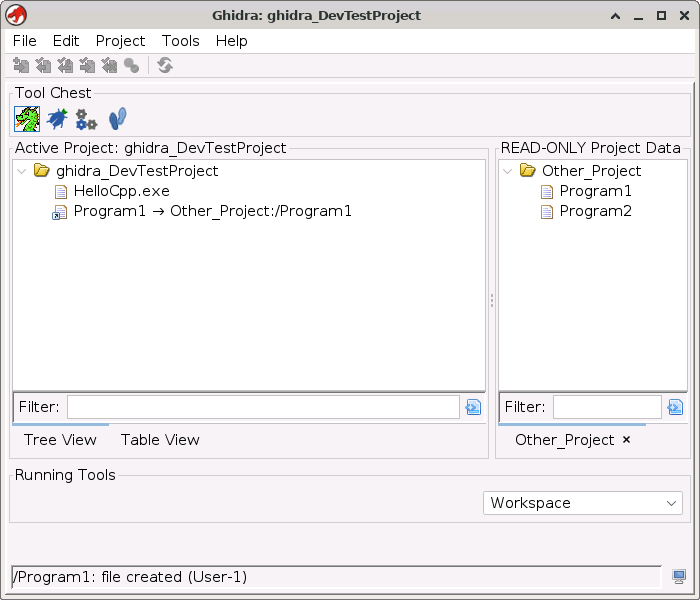 Ghidra: ghidra_DevTestProject
File Edit Project Tools Help
Tool Chest
Active Project: ghidra_DevTestProject
ghidra_DevTestProject
HelloCpp.exe
Program1 → Other_Project:/Program1
Filter:
Tree View Table View
READ-ONLY Project Data
Other_Project
Program1
Program2
Filter:
Other_Project ×
Running Tools
Workspace
/Program1: file created (User-1)